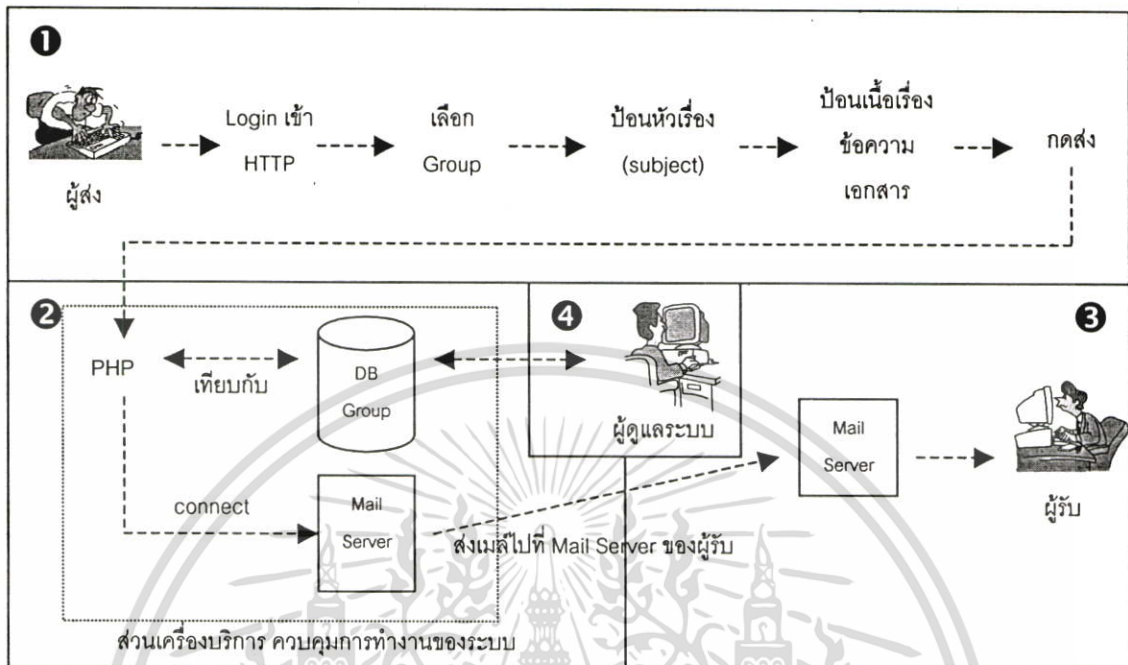 ❶
Login เข้า
HTTP
เลือก
Group
ป้อนหัวเรื่อง
(subject)
ป้อนเนื้อเรื่อง
ข้อความ
เอกสาร
กดส่ง
ผู้ส่ง
❷
PHP
เทียบกับ
DB
Group
connect
Mail
Server
ส่วนเครื่องบริการ ควบคุมการทำงานของระบบ
❹
ผู้ดูแลระบบ
ส่งเมล์ไปที่ Mail Server ของผู้รับ
❸
Mail
Server
ผู้รับ